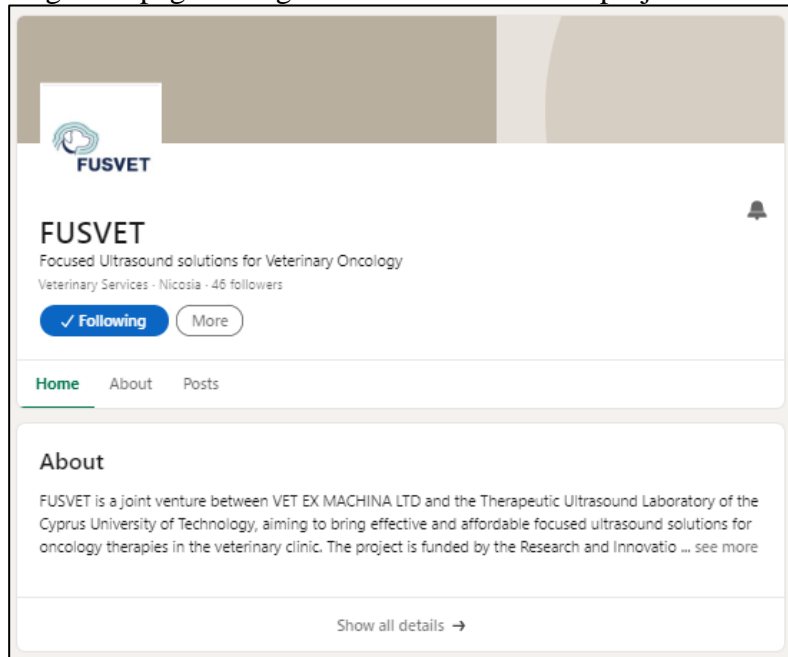 FUSVET
FUSVET
Focused Ultrasound solutions for Veterinary Oncology
Veterinary Services · Nicosia · 46 followers
✓ Following More
Home About Posts
About
FUSVET is a joint venture between VET EX MACHINA LTD and the Therapeutic Ultrasound Laboratory of the
Cyprus University of Technology, aiming to bring effective and affordable focused ultrasound solutions for
oncology therapies in the veterinary clinic. The project is funded by the Research and Innovatio ... see more
Show all details →